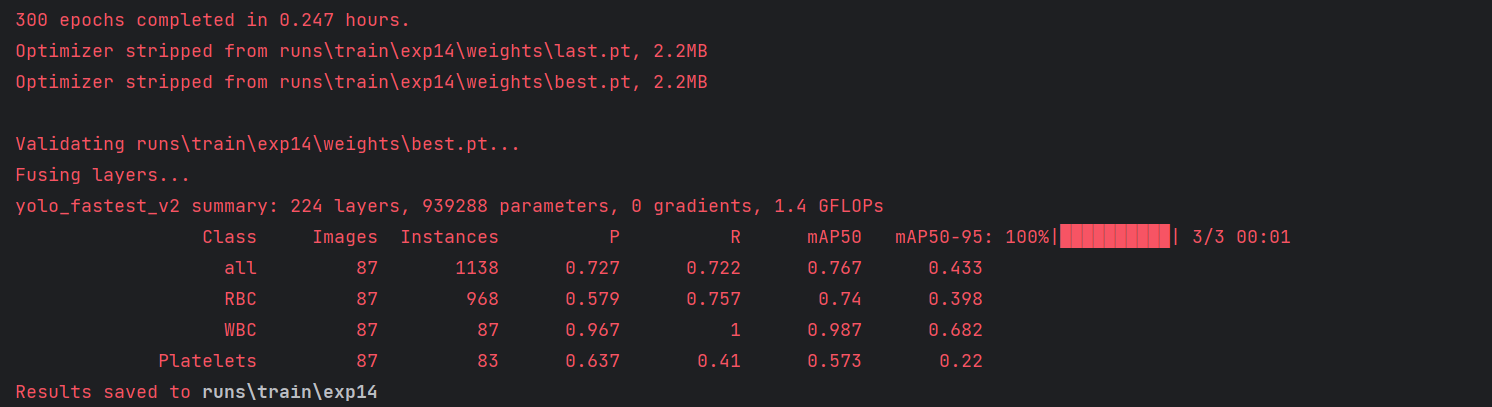 300 epochs completed in 0.247 hours.
Optimizer stripped from runs\train\exp14\weights\last.pt, 2.2MB
Optimizer stripped from runs\train\exp14\weights\best.pt, 2.2MB
Validating runs\train\exp14\weights\best.pt...
Fusing layers...
yolo_fastest_v2 summary: 224 layers, 939288 parameters, 0 gradients, 1.4 GFLOPs
Class Images Instances P R mAP50 mAP50-95: 100%|██████████| 3/3 00:01
all 87 1138 0.727 0.722 0.767 0.433
RBC 87 968 0.579 0.757 0.74 0.398
WBC 87 87 0.967 1 0.987 0.682
Platelets 87 83 0.637 0.41 0.573 0.22
Results saved to runs\train\exp14